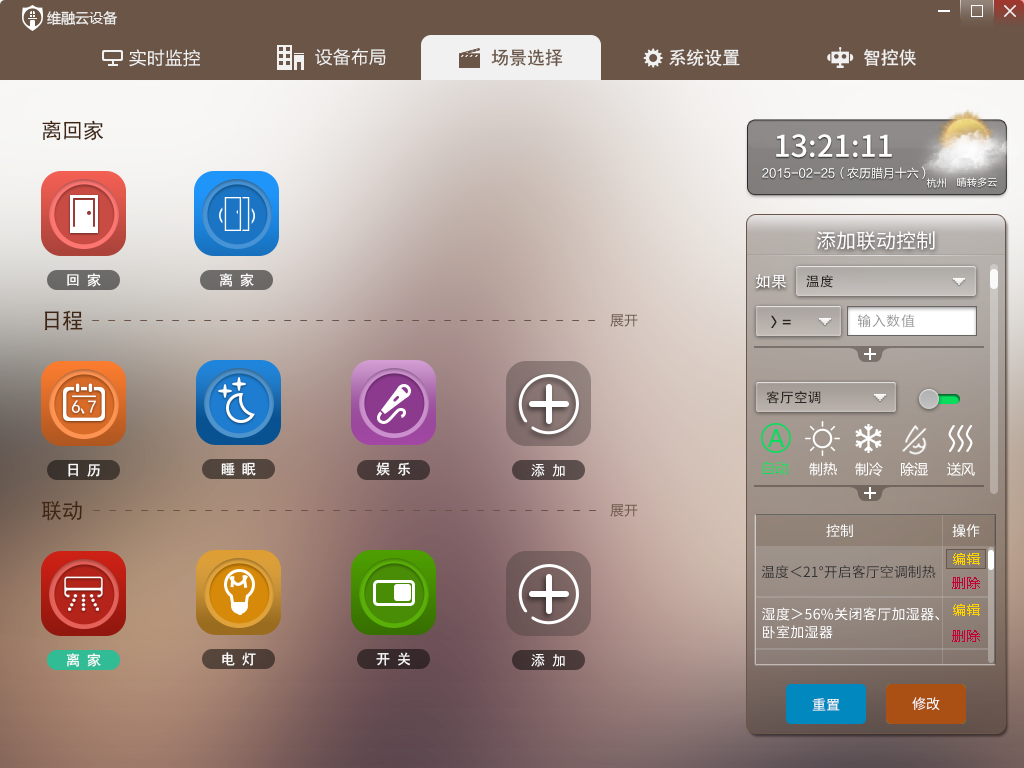 维融云设备
实时监控
设备布局
场景选择
系统设置
智控侠
离回家
回家
离家
日程
展开
6、7
日历
睡眠
娱乐
添加
联动
展开
离家
电灯
开关
添加
13:21:11
2015-02-25（农历腊月十六）
杭州 晴转多云
添加联动控制
如果
温度
>=
输入数值
客厅空调
A
自动
制热
制冷
除湿
送风
控制
操作
温度＜21°开启客厅空调制热
编辑
删除
湿度＞56%关闭客厅加湿器、
卧室加湿器
编辑
删除
重置
修改